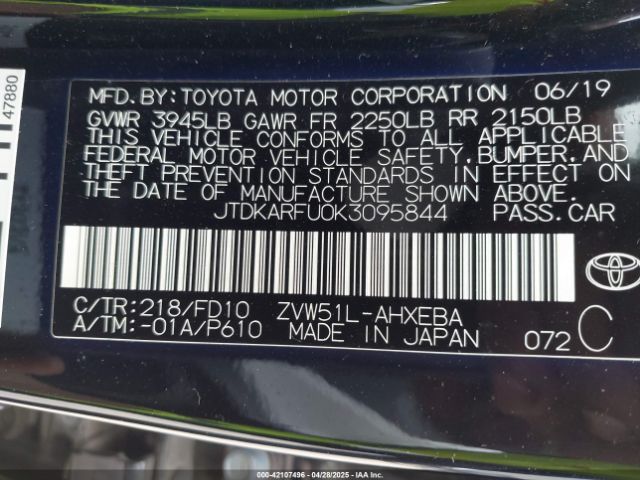 47880
MFD.BY:TOYOTA MOTOR CORPORATION 06/19
GVWR 3945LB GAWR FR 2250LB RR 2150LB
THIS VEHICLE CONFORMS TO ALL APPLICABLE
FEDERAL MOTOR VEHICLE SAFETY,BUMPER,AND
THEFT PREVENTION STANDARDS IN EFFECT ON
THE DATE OF MANUFACTURE SHOWN ABOVE.
JTDKARFU0K3095844 PASS.CAR
C/TR:218/FD10 ZVW51L-AHXEBA
A/TM:-01A/P610 MADE IN JAPAN 072 C
000-42107496 - 04/28/2025 - IAA Inc.